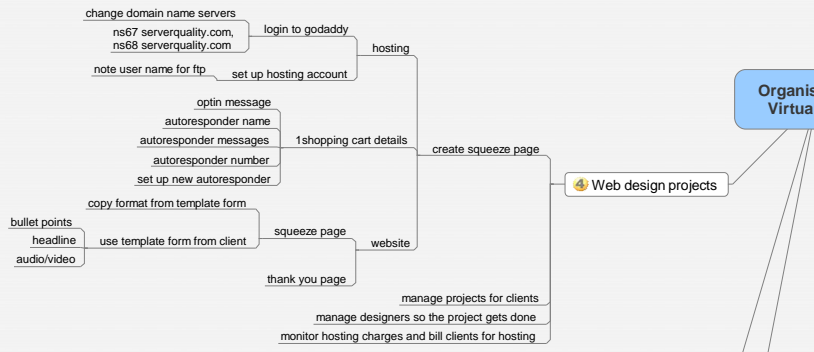 change domain name servers
ns67 serverquality.com,
ns68 serverquality.com
login to godaddy
hosting
note user name for ftp
set up hosting account
optin message
autoresponder name
autoresponder messages
autoresponder number
set up new autoresponder
1shopping cart details
create squeeze page
4 Web design projects
Organis
Virtua
copy format from template form
bullet points
headline
audio/video
use template form from client
squeeze page
website
thank you page
manage projects for clients
manage designers so the project gets done
monitor hosting charges and bill clients for hosting